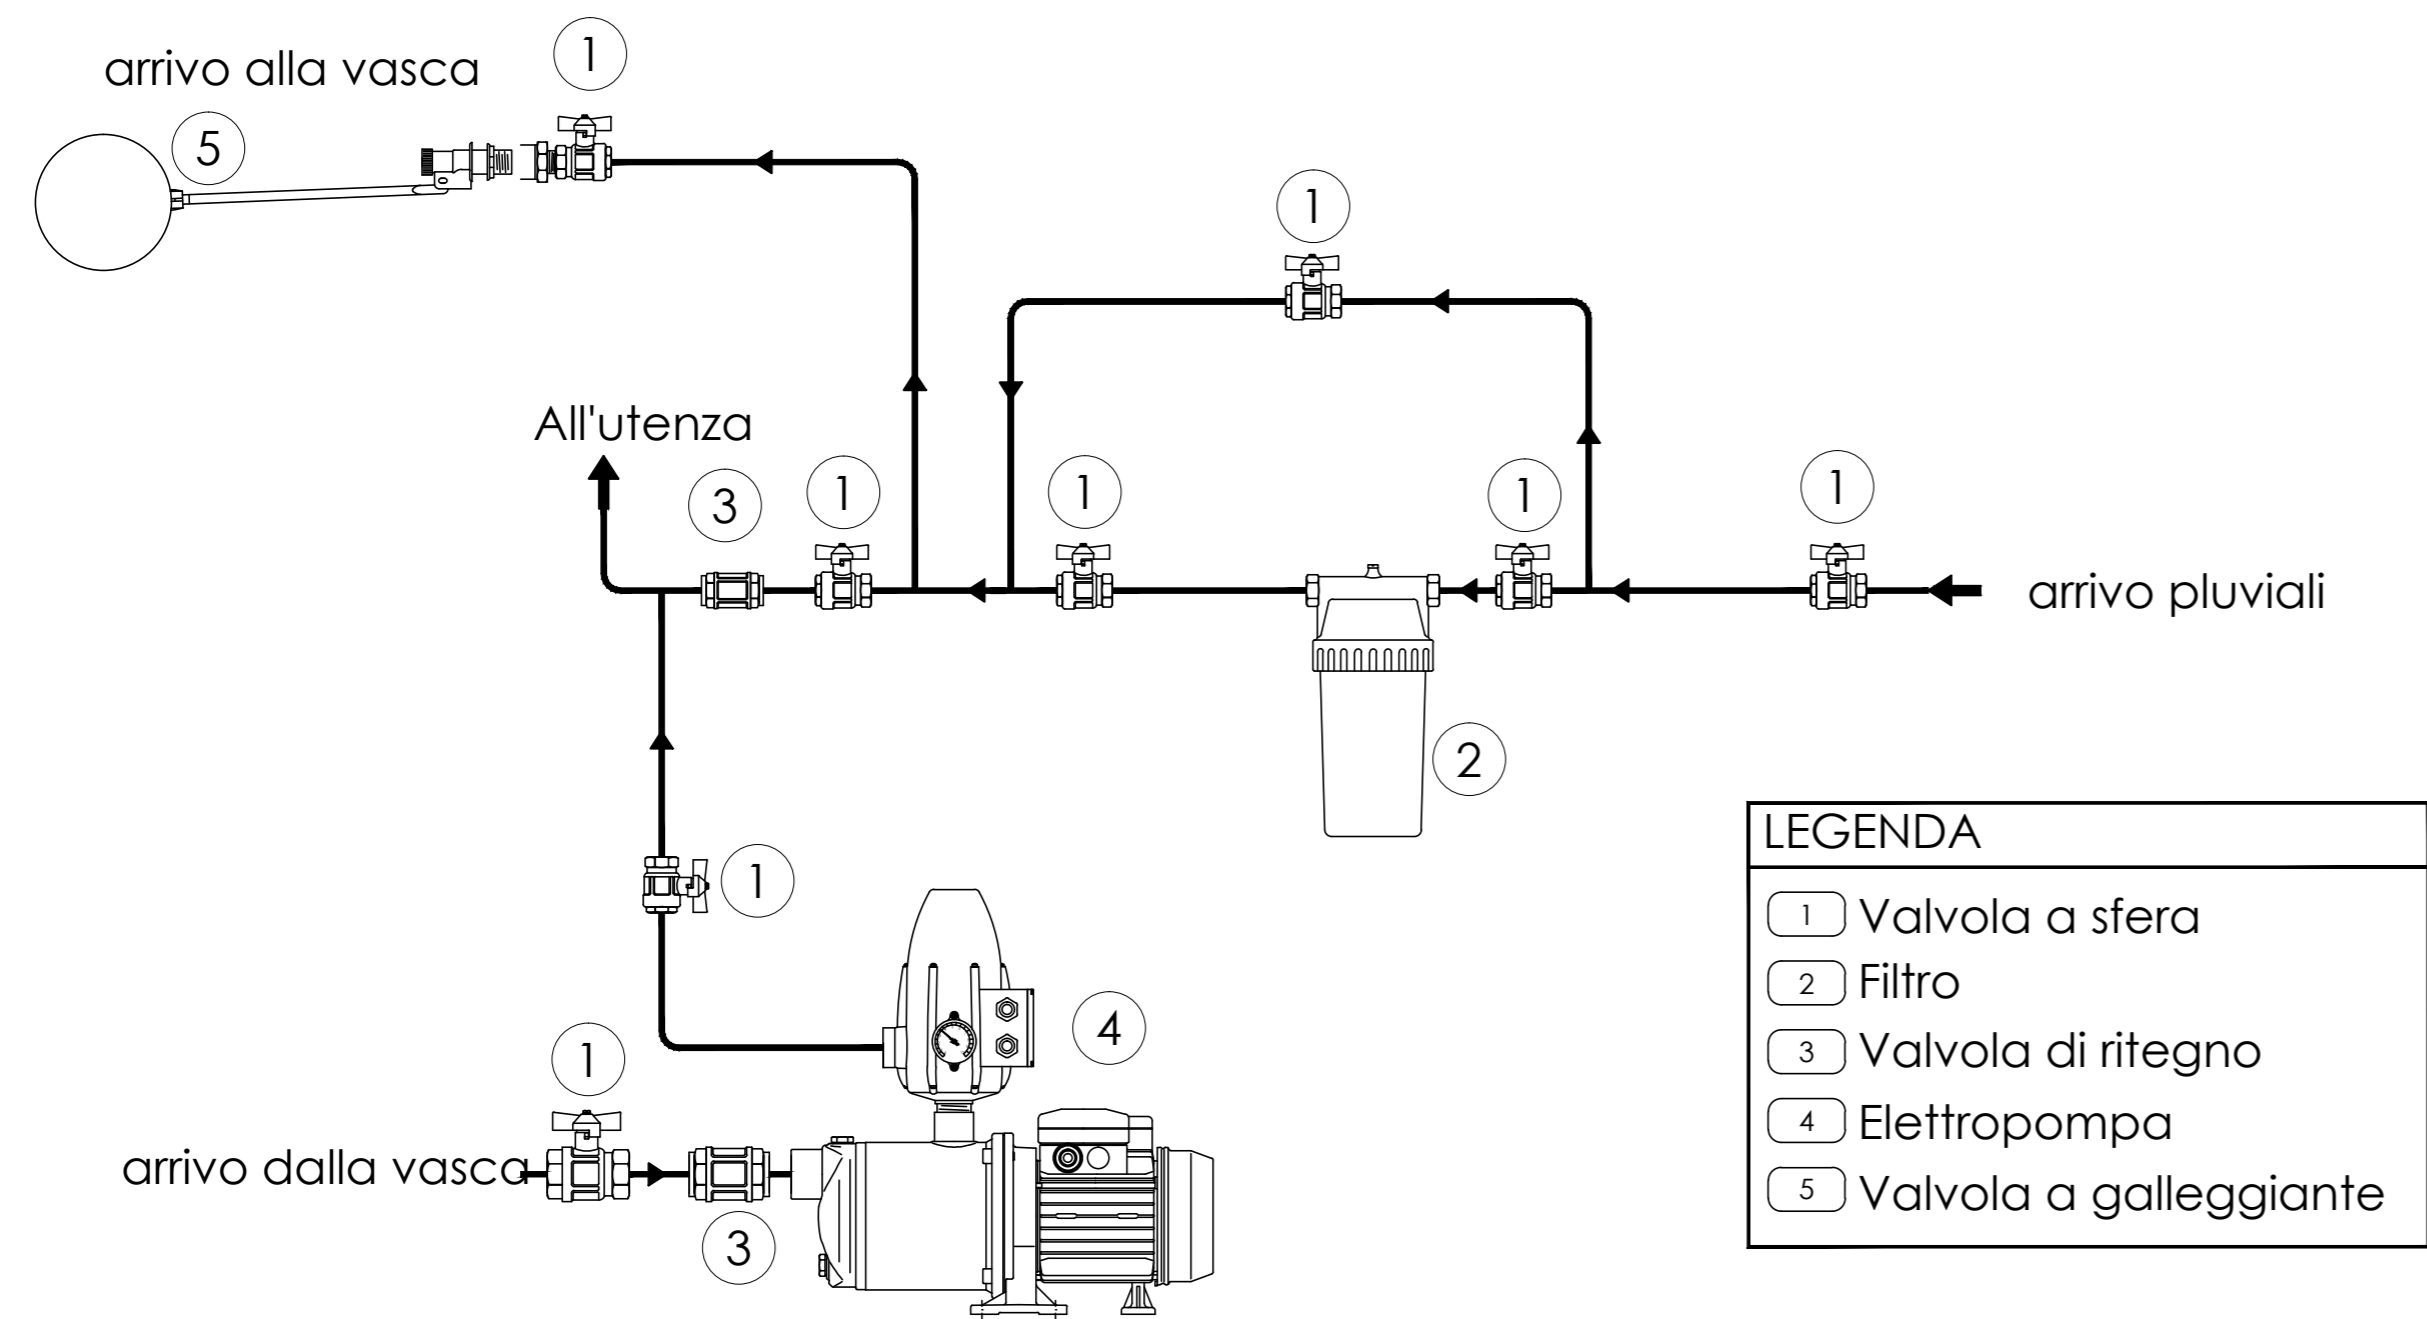 arrivo alla vasca
1
5
1
All'utenza
3
1
1
1
1
arrivo pluviali
2
1
4
1
arrivo dalla vasca
3
LEGENDA
1 Valvola a sfera
2 Filtro
3 Valvola di ritegno
4 Elettropompa
5 Valvola a galleggiante